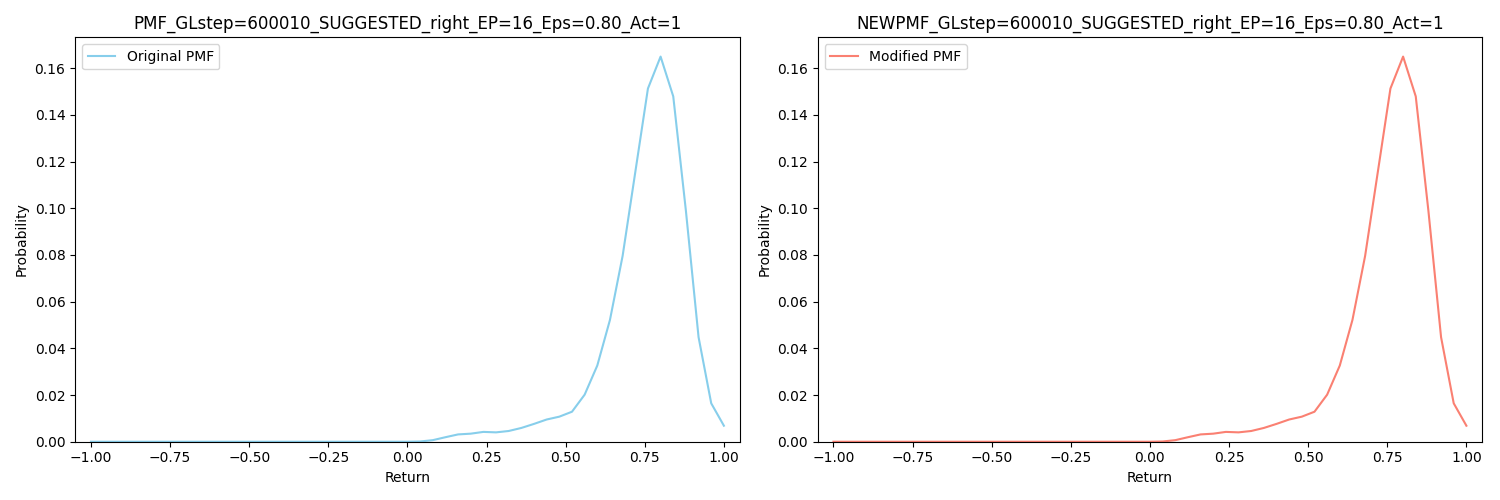 PMF_GLstep=600010_SUGGESTED_right_EP=16_Eps=0.80_Act=1
Original PMF
Probability
0.16
0.14
0.12
0.10
0.08
0.06
0.04
0.02
0.00
−1.00 −0.75 −0.50 −0.25 0.00 0.25 0.50 0.75 1.00
Return
NEWPMF_GLstep=600010_SUGGESTED_right_EP=16_Eps=0.80_Act=1
Modified PMF
Probability
0.16
0.14
0.12
0.10
0.08
0.06
0.04
0.02
0.00
−1.00 −0.75 −0.50 −0.25 0.00 0.25 0.50 0.75 1.00
Return